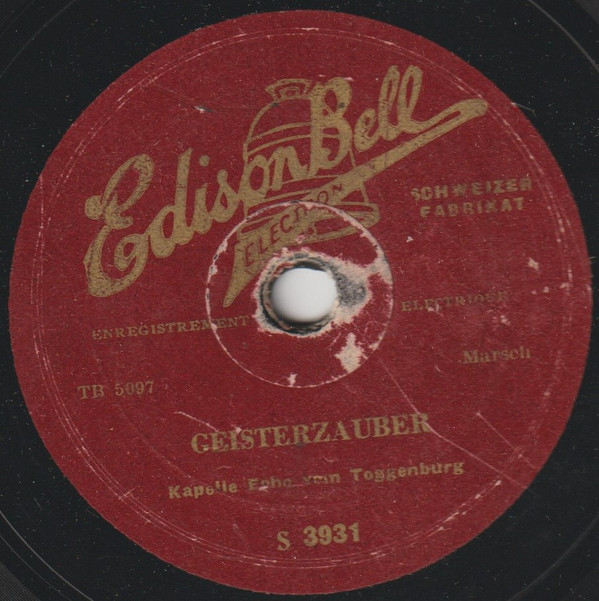 Edison Bell
ELECTRON
SCHWEIZER
FABRIKAT
ENREGISTREMENT ELECTRIQUE
Marsch
TB 5097
GEISTERZAUBER
Kapelle Echo vom Toggenburg
S 3931